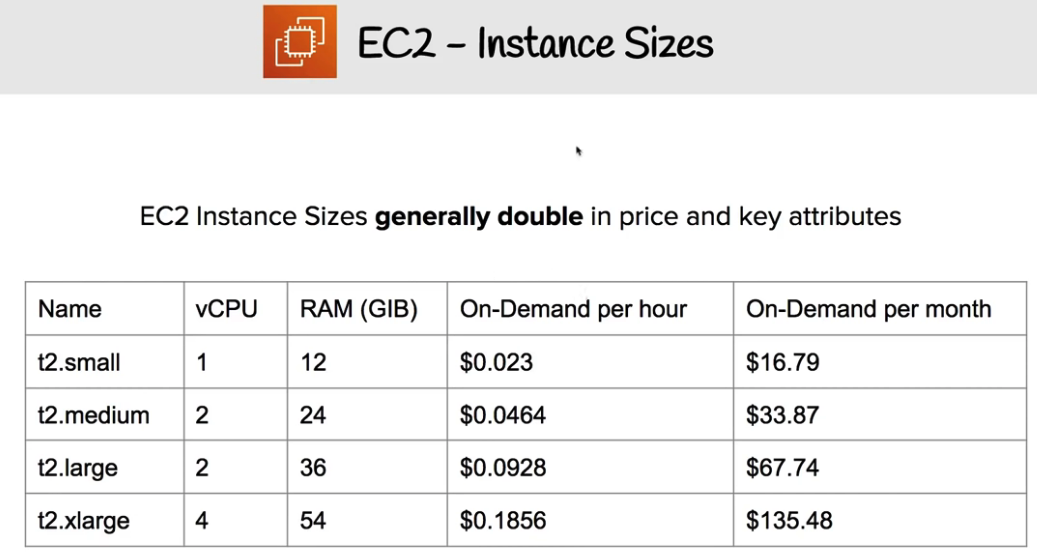 EC2 - Instance Sizes
EC2 Instance Sizes generally double in price and key attributes
Name vCPU RAM (GIB) On-Demand per hour On-Demand per month
t2.small 1 12 $0.023 $16.79
t2.medium 2 24 $0.0464 $33.87
t2.large 2 36 $0.0928 $67.74
t2.xlarge 4 54 $0.1856 $135.48